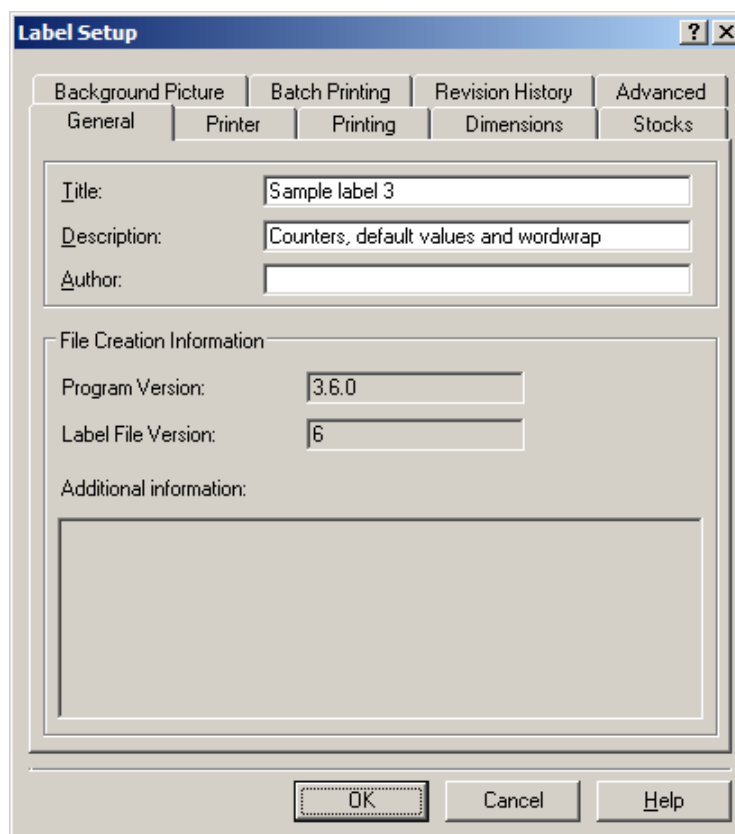 Label Setup
Background Picture Batch Printing Revision History Advanced
General Printer Printing Dimensions Stocks
Title: Sample label 3
Description: Counters, default values and wordwrap
Author:
File Creation Information
Program Version: 3.6.0
Label File Version: 6
Additional information:
OK Cancel Help